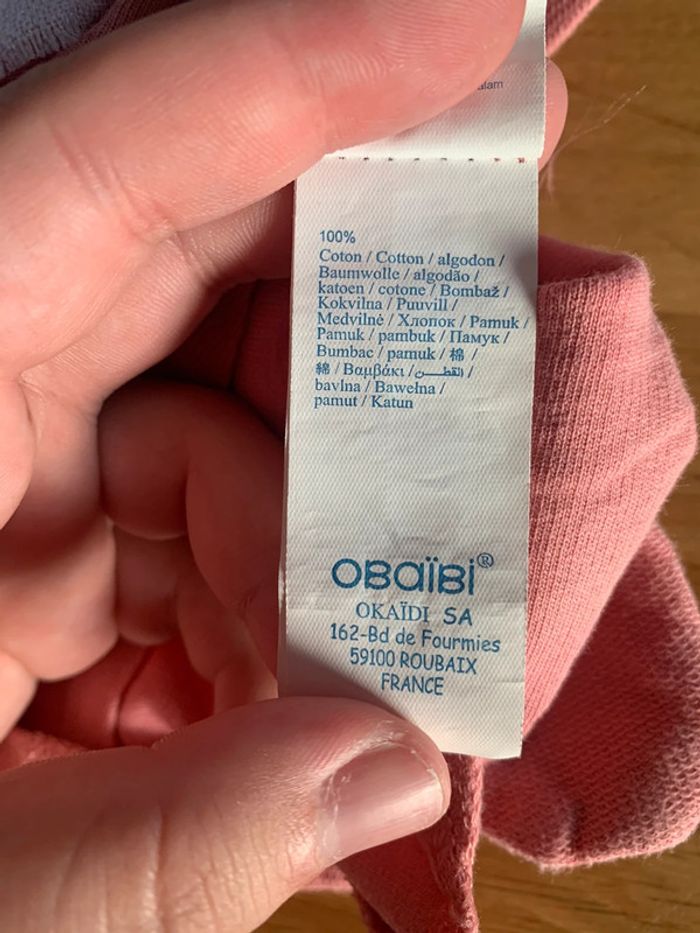 alam
100%
Coton / Cotton / algodon /
Baumwolle / algodão /
katoen / cotone / Bombaž /
Kokvilna / Puuvill /
Medvilnė / Хлопок / Pamuk /
Pamuk / pambuk / Памук /
Bumbac / pamuk / 棉 /
綿 / Βαμβάκι / القطن /
bavlna / Bawełna /
pamut / Katun
OBaïBi®
OKAÏDI SA
162-Bd de Fourmies
59100 ROUBAIX
FRANCE